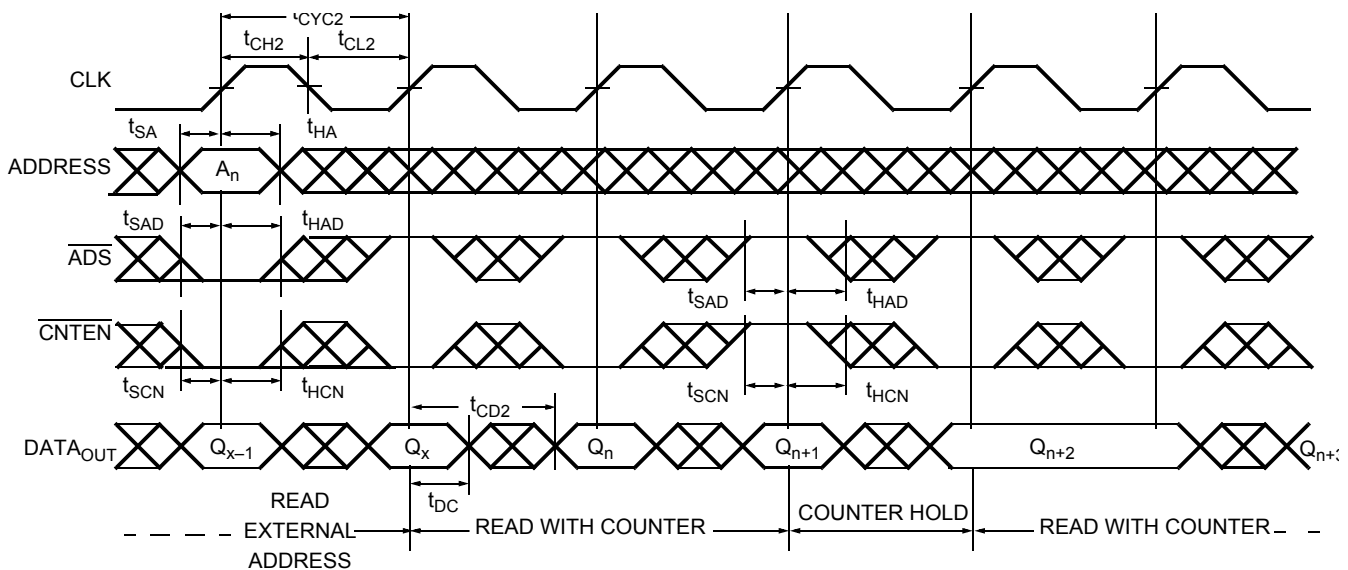 tCYC2
tCH2 tCL2
CLK
tSA tHA
ADDRESS An
tSAD tHAD
ADS
tSAD tHAD
CNTEN
tSCN tHCN tSCN tHCN
tCD2
DATAOUT Qx–1 Qx Qn Qn+1 Qn+2 Qn+3
tDC
READ EXTERNAL ADDRESS
READ WITH COUNTER
COUNTER HOLD
READ WITH COUNTER